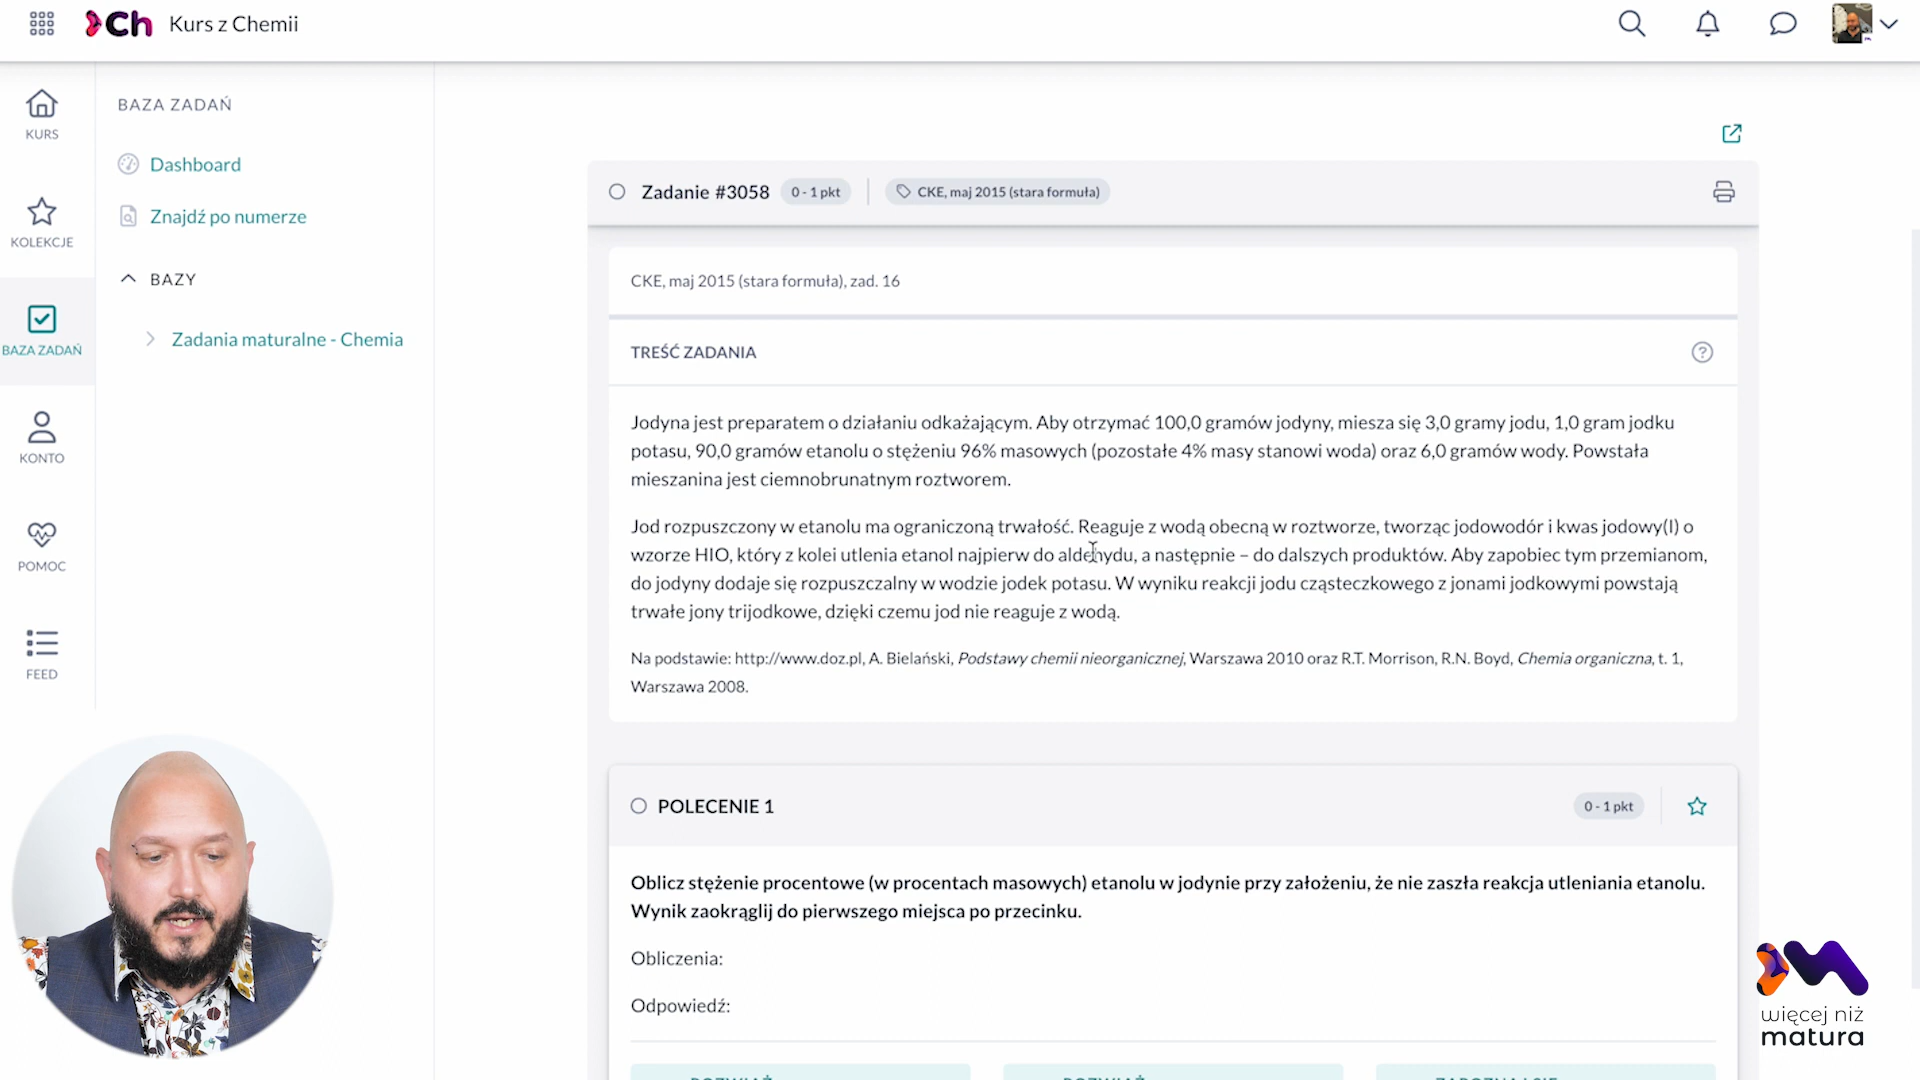 Ch Kurs z Chemii
KURS
KOLEKCJE
BAZA ZADAŃ
KONTO
POMOC
FEED
BAZA ZADAŃ
Dashboard
Znajdź po numerze
BAZY
Zadania maturalne - Chemia
Zadanie #3058 0 - 1 pkt CKE, maj 2015 (stara formuła)
CKE, maj 2015 (stara formuła), zad. 16
TREŚĆ ZADANIA
Jodyna jest preparatem o działaniu odkażającym. Aby otrzymać 100,0 gramów jodyny, miesza się 3,0 gramy jodu, 1,0 gram jodku
potasu, 90,0 gramów etanolu o stężeniu 96% masowych (pozostałe 4% masy stanowi woda) oraz 6,0 gramów wody. Powstała
mieszanina jest ciemnobrunatnym roztworem.
Jod rozpuszczony w etanolu ma ograniczoną trwałość. Reaguje z wodą obecną w roztworze, tworząc jodowodór i kwas jodowy(I) o
wzorze HIO, który z kolei utlenia etanol najpierw do aldehydu, a następnie – do dalszych produktów. Aby zapobiec tym przemianom,
do jodyny dodaje się rozpuszczalny w wodzie jodek potasu. W wyniku reakcji jodu cząsteczkowego z jonami jodkowymi powstają
trwałe jony trijodkowe, dzięki czemu jod nie reaguje z wodą.
Na podstawie: http://www.doz.pl, A. Bielański, Podstawy chemii nieorganicznej, Warszawa 2010 oraz R.T. Morrison, R.N. Boyd, Chemia organiczna, t. 1,
Warszawa 2008.
POLECENIE 1 0 - 1 pkt
Oblicz stężenie procentowe (w procentach masowych) etanolu w jodynie przy założeniu, że nie zaszła reakcja utleniania etanolu.
Wynik zaokrąglij do pierwszego miejsca po przecinku.
Obliczenia:
Odpowiedź:
więcej niż
matura